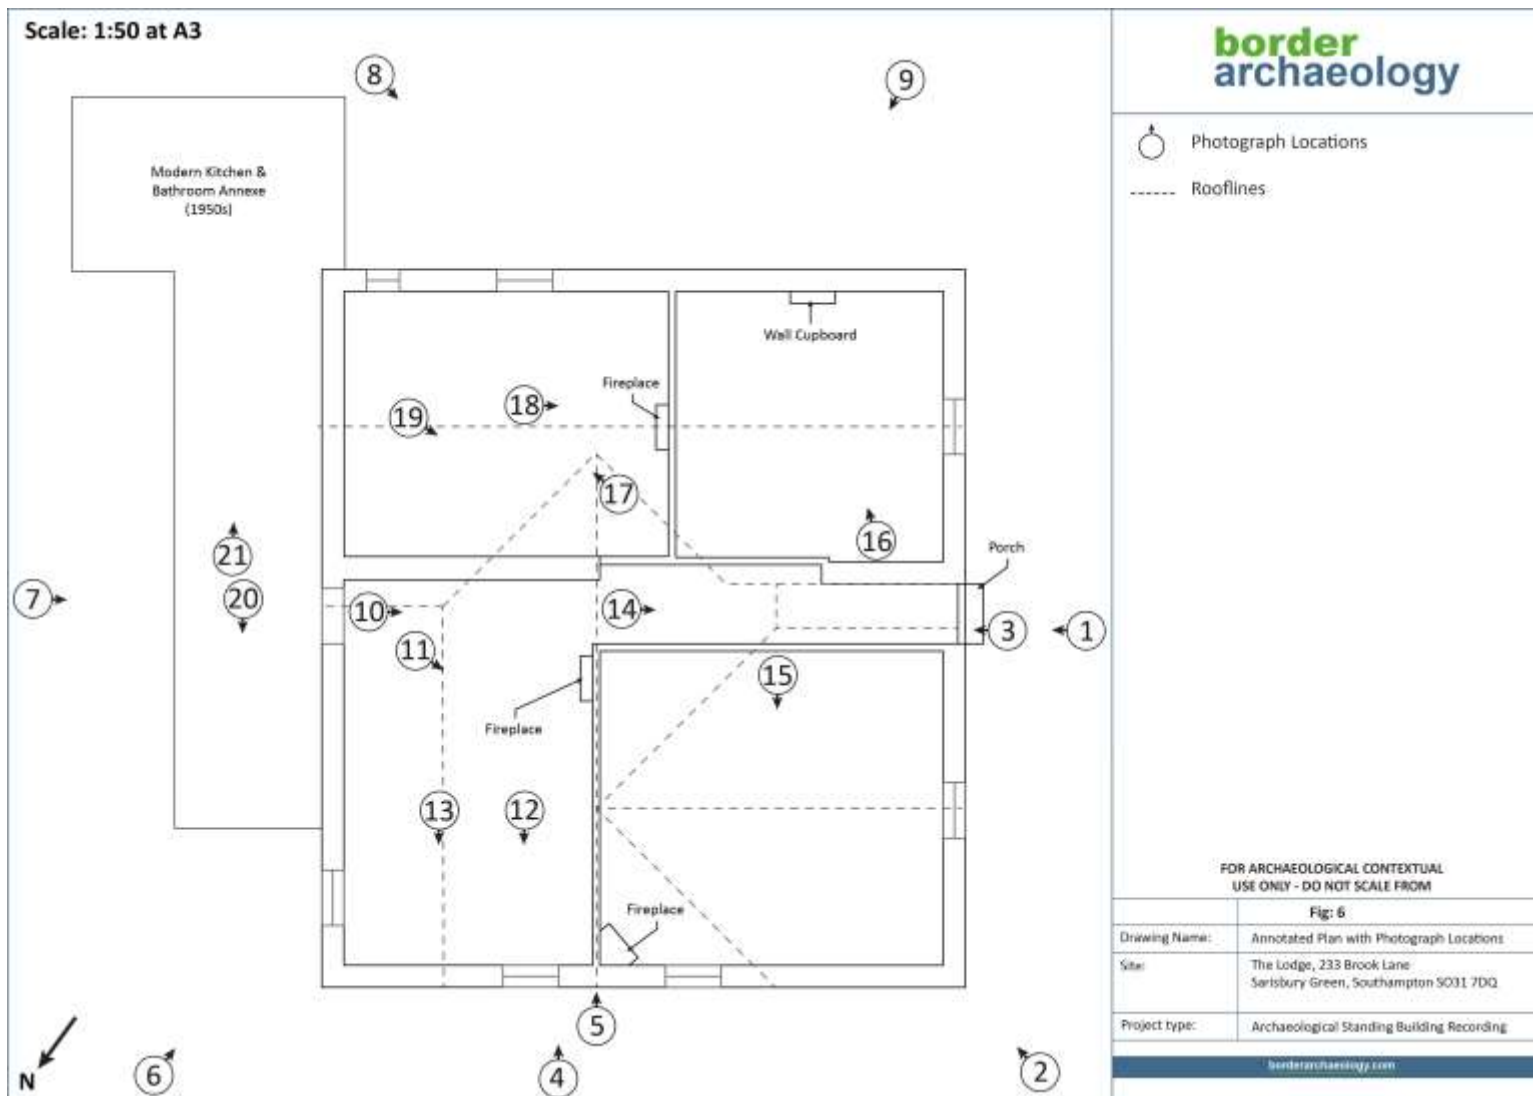 Scale: 1:50 at A3
border
archaeology
Photograph Locations
Rooflines
8
9
Modern Kitchen &
Bathroom Annexe
(1950s)
Wall Cupboard
Fireplace
18
19
17
16
Porch
21
7
20
10
14
3
1
11
15
Fireplace
13
12
Fireplace
5
6
4
2
N
FOR ARCHAEOLOGICAL CONTEXTUAL
USE ONLY - DO NOT SCALE FROM
Fig: 6
Drawing Name: Annotated Plan with Photograph Locations
Site: The Lodge, 233 Brook Lane
Sarisbury Green, Southampton SO31 7DQ
Project type: Archaeological Standing Building Recording
borderarchaeology.com